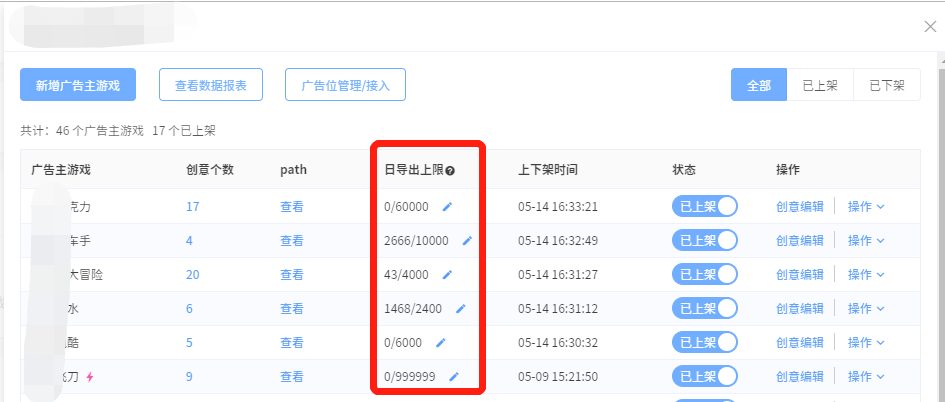 新增广告主游戏 查看数据报表 广告位管理/接入 全部 已上架 已下架
共计：46 个广告主游戏 17 个已上架
广告主游戏 创意个数 path 日导出上限 上下架时间 状态 操作
克力 17 查看 0/60000 05-14 16:33:21 已上架 创意编辑 操作
车手 4 查看 2666/10000 05-14 16:32:49 已上架 创意编辑 操作
大冒险 20 查看 43/4000 05-14 16:31:27 已上架 创意编辑 操作
水 6 查看 1468/2400 05-14 16:31:12 已上架 创意编辑 操作
酷 5 查看 0/6000 05-14 16:30:32 已上架 创意编辑 操作
飞刀 9 查看 0/999999 05-09 15:21:50 已上架 创意编辑 操作